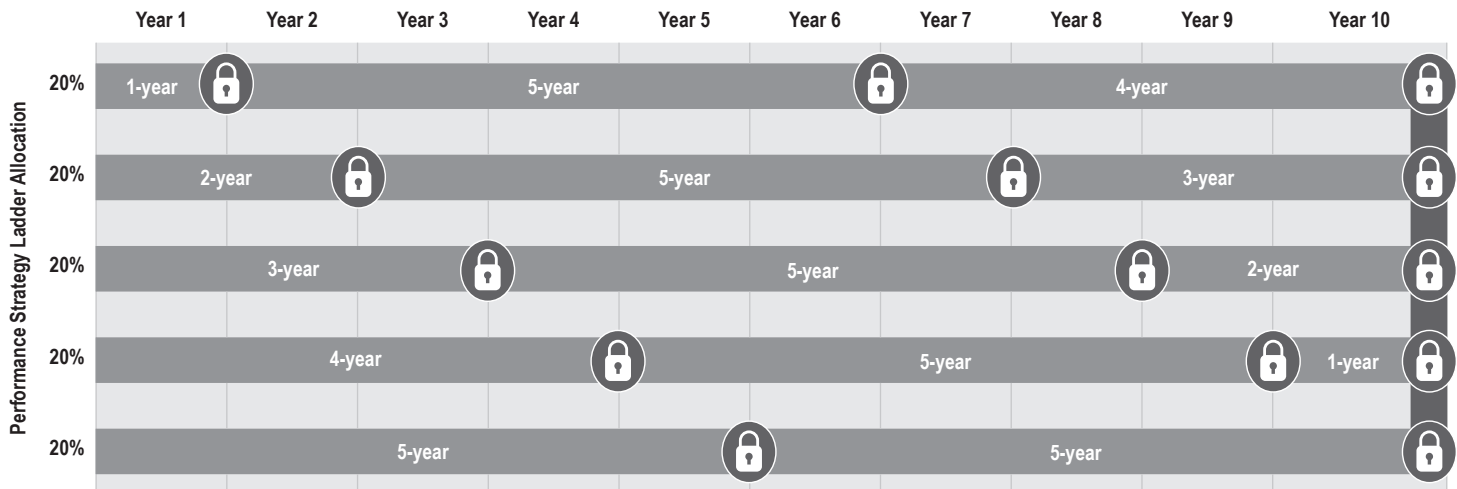 Year 1 Year 2 Year 3 Year 4 Year 5 Year 6 Year 7 Year 8 Year 9 Year 10
Performance Strategy Ladder Allocation
20% 1-year 5-year 4-year
20% 2-year 5-year 3-year
20% 3-year 5-year 2-year
20% 4-year 5-year 1-year
20% 5-year 5-year